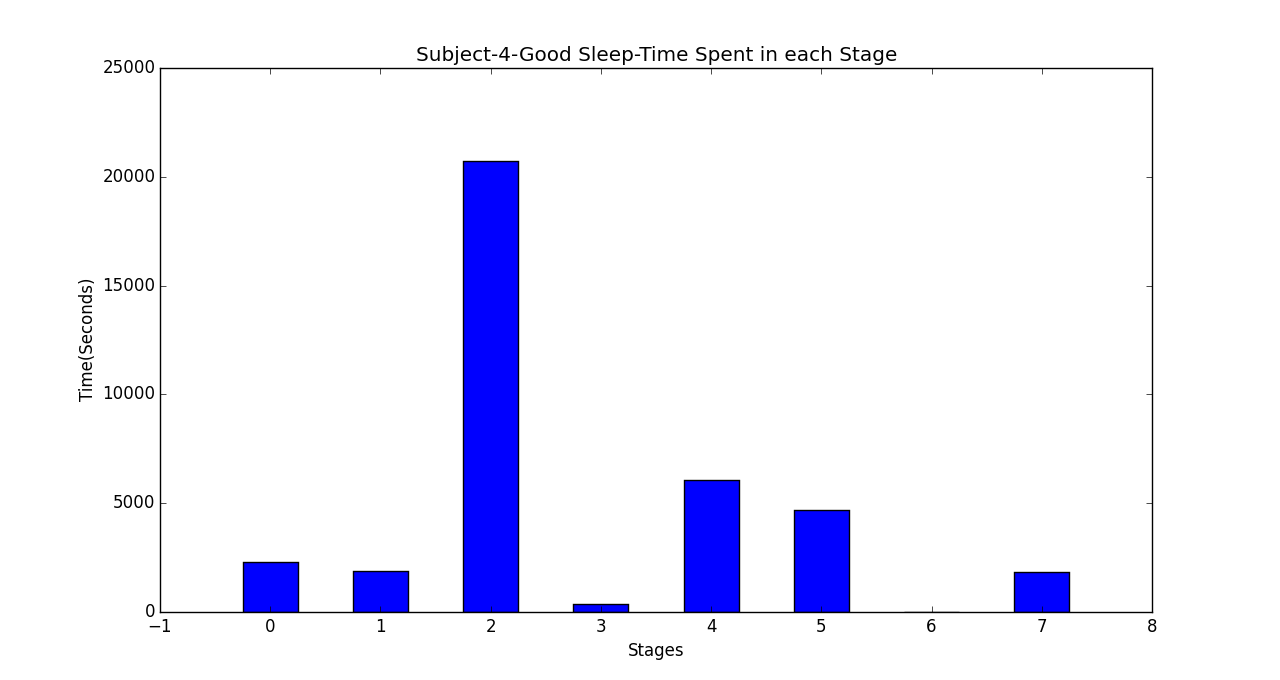 Subject-4-Good Sleep-Time Spent in each Stage
25000
20000
15000
10000
5000
0
Time(Seconds)
−1 0 1 2 3 4 5 6 7 8
Stages